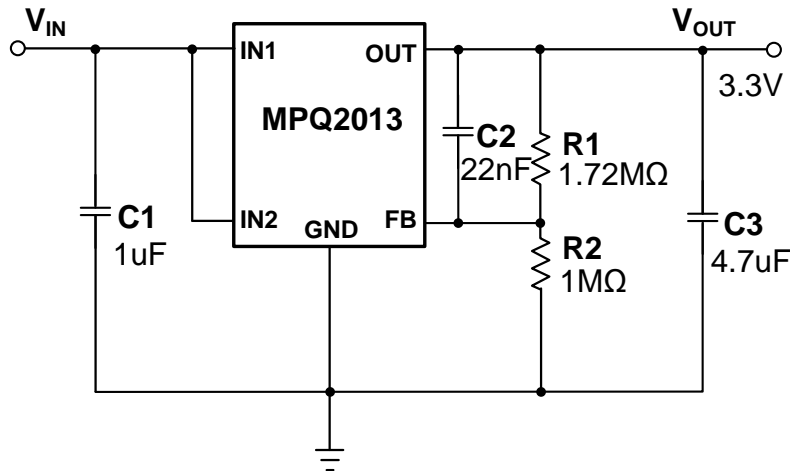 VIN
VOUT
IN1
OUT
3.3V
MPQ2013
C2
22nF
R1
1.72MΩ
IN2
GND
FB
C1
1uF
R2
1MΩ
C3
4.7uF